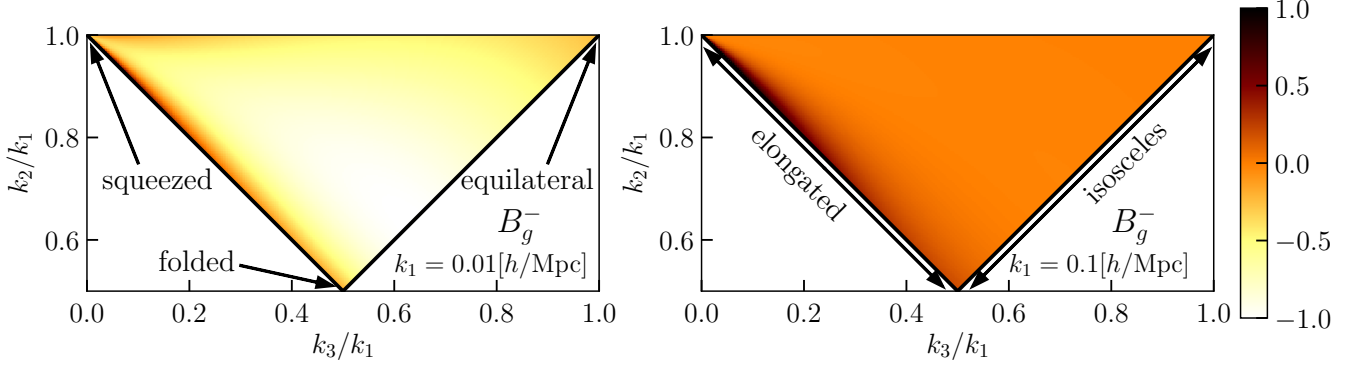 1.0
0.8
0.6
k₂/k₁
0.0
0.2
0.4
0.6
0.8
1.0
k₃/k₁
squeezed
equilateral
folded
B_g^-
k₁ = 0.01[h/Mpc]
1.0
0.8
0.6
k₂/k₁
0.0
0.2
0.4
0.6
0.8
1.0
k₃/k₁
elongated
isosceles
B_g^-
k₁ = 0.1[h/Mpc]
1.0
0.5
0.0
−0.5
−1.0